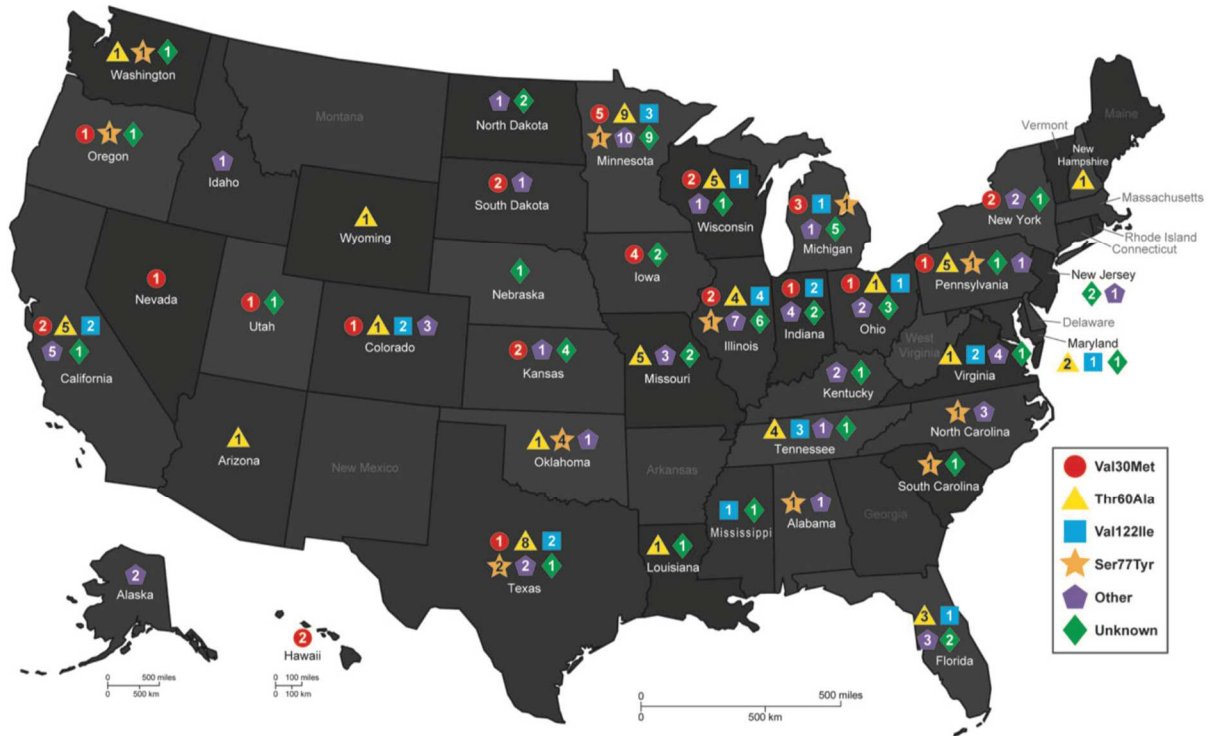 1 1 1
Washington
Montana
1 2
North Dakota
5 9 3
1 10 9
Minnesota
Maine
Vermont
New
Hampshire
1
1 1 1
Oregon
1
Idaho
2 1
South Dakota
2 5 1
1 1
Wisconsin
3 1 1
1 5
Michigan
2 2 1
New York
Massachusetts
Rhode Island
Connecticut
1
Wyoming
4 2
Iowa
1 5 1 1 1
Pennsylvania
New Jersey
2 1
1
Nevada
1 1
Utah
1
Nebraska
2 4 4
1 7 6
Illinois
1 2
4 2
Indiana
1 1 1
2 3
Ohio
West
Virginia
Delaware
Maryland
2 1 1
2 5 2
5 1
California
1 1 2 3
Colorado
2 1 4
Kansas
5 3 2
Missouri
2 1
Kentucky
1 2 4 1
Virginia
1
Arizona
New Mexico
1 4 1
Oklahoma
Arkansas
4 3 1 1
Tennessee
1 3
North Carolina
1 1
South Carolina
1 8 2
2 2 1
Texas
1 1
Louisiana
1 1
Mississippi
1 1
Alabama
Georgia
3 1
3 2
Florida
2
Alaska
0 500 miles
0 500 km
2
Hawaii
0 100 miles
0 100 km
0 500 miles
0 500 km
Val30Met
Thr60Ala
Val122Ile
Ser77Tyr
Other
Unknown